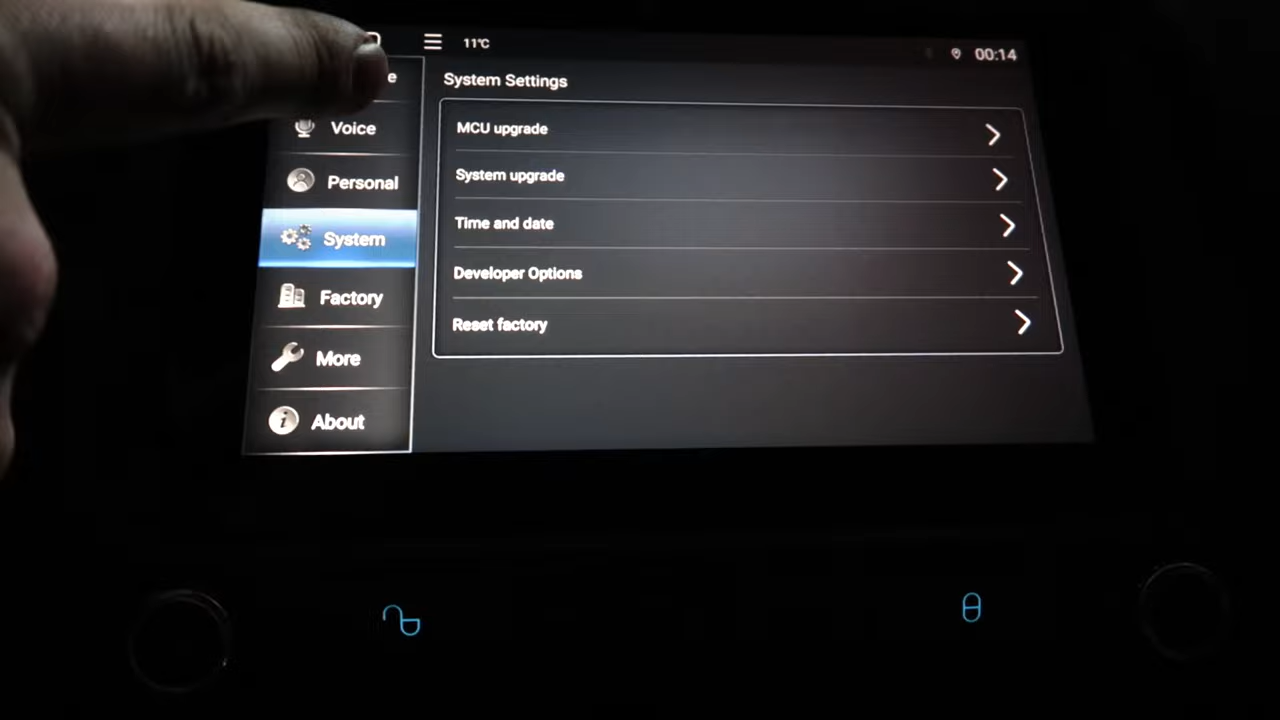 11°C
00:14
System Settings
Voice
Personal
System
Factory
More
About
MCU upgrade
System upgrade
Time and date
Developer Options
Reset factory